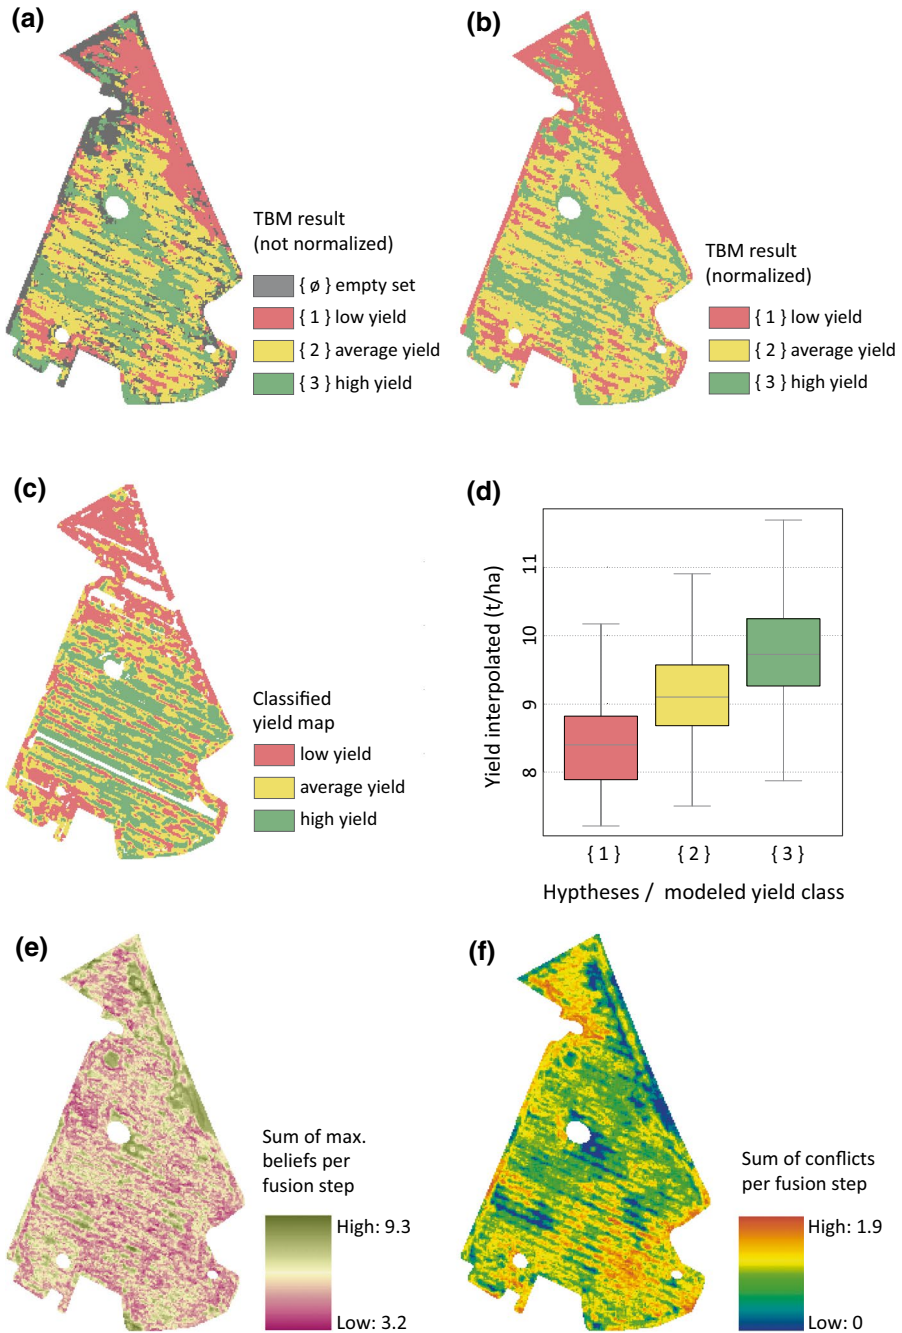 (a)
TBM result
(not normalized)
{ ø } empty set
{ 1 } low yield
{ 2 } average yield
{ 3 } high yield
(b)
TBM result
(normalized)
{ 1 } low yield
{ 2 } average yield
{ 3 } high yield
(c)
Classified
yield map
low yield
average yield
high yield
(d)
Yield interpolated (t/ha)
11
10
9
8
{ 1 }
{ 2 }
{ 3 }
Hyptheses / modeled yield class
(e)
Sum of max.
beliefs per
fusion step
High: 9.3
Low: 3.2
(f)
Sum of conflicts
per fusion step
High: 1.9
Low: 0